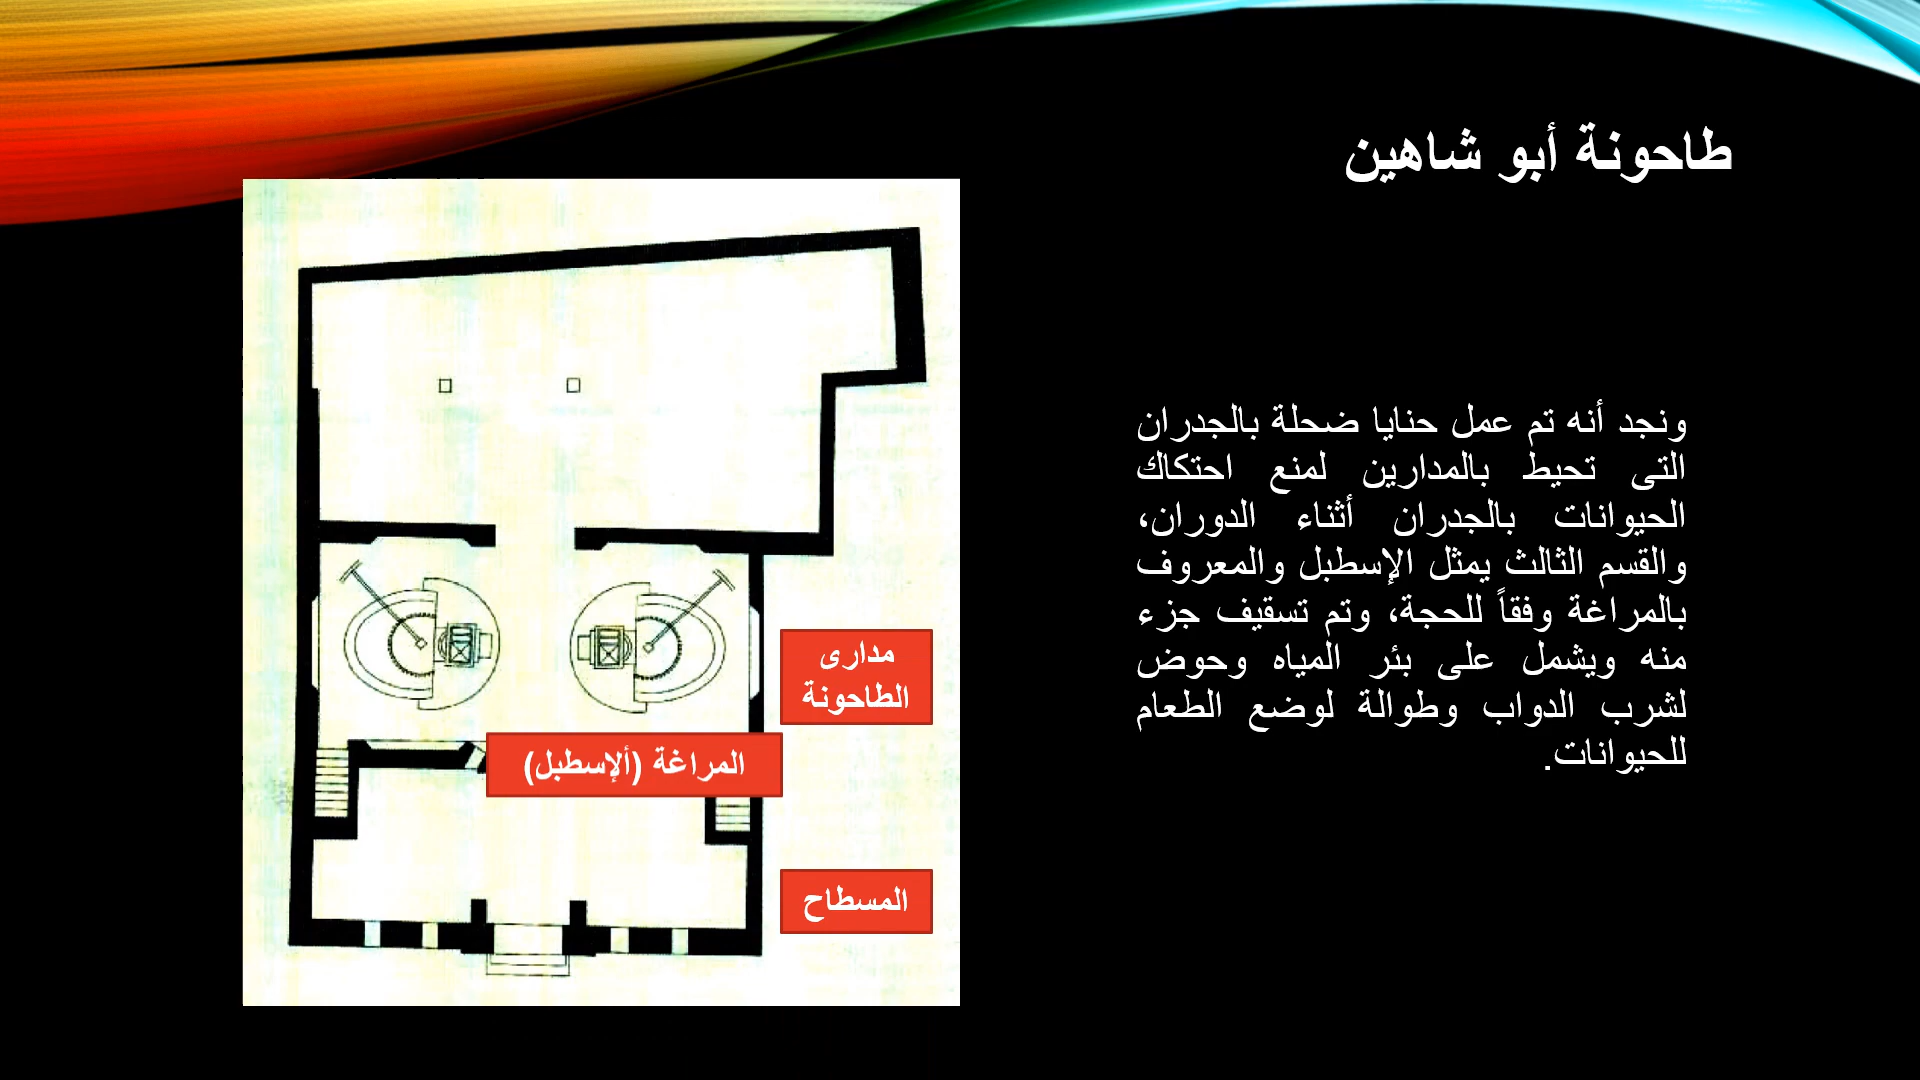 طاحونة أبو شاهين
ونجد أنه تم عمل حنايا ضحلة بالجدران
التى تحيط بالمدارين لمنع احتكاك
الحيوانات بالجدران أثناء الدوران،
والقسم الثالث يمثل الإسطبل والمعروف
بالمراغة وفقاً للحجة، وتم تسقيف جزء
منه ويشمل على بئر المياه وحوض
لشرب الدواب وطوالة لوضع الطعام
للحيوانات.
مدارى
الطاحونة
المراغة (ألإسطبل)
المسطاح